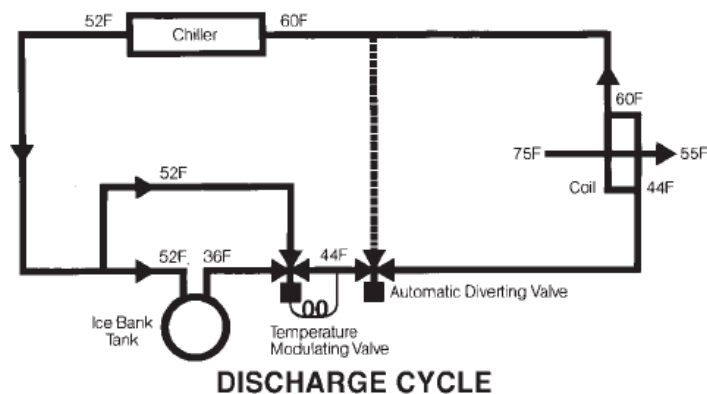 52F
60F
Chiller
60F
75F
55F
Coil
44F
52F
52F
36F
44F
Automatic Diverting Valve
Ice Bank
Tank
Temperature
Modulating Valve
DISCHARGE CYCLE